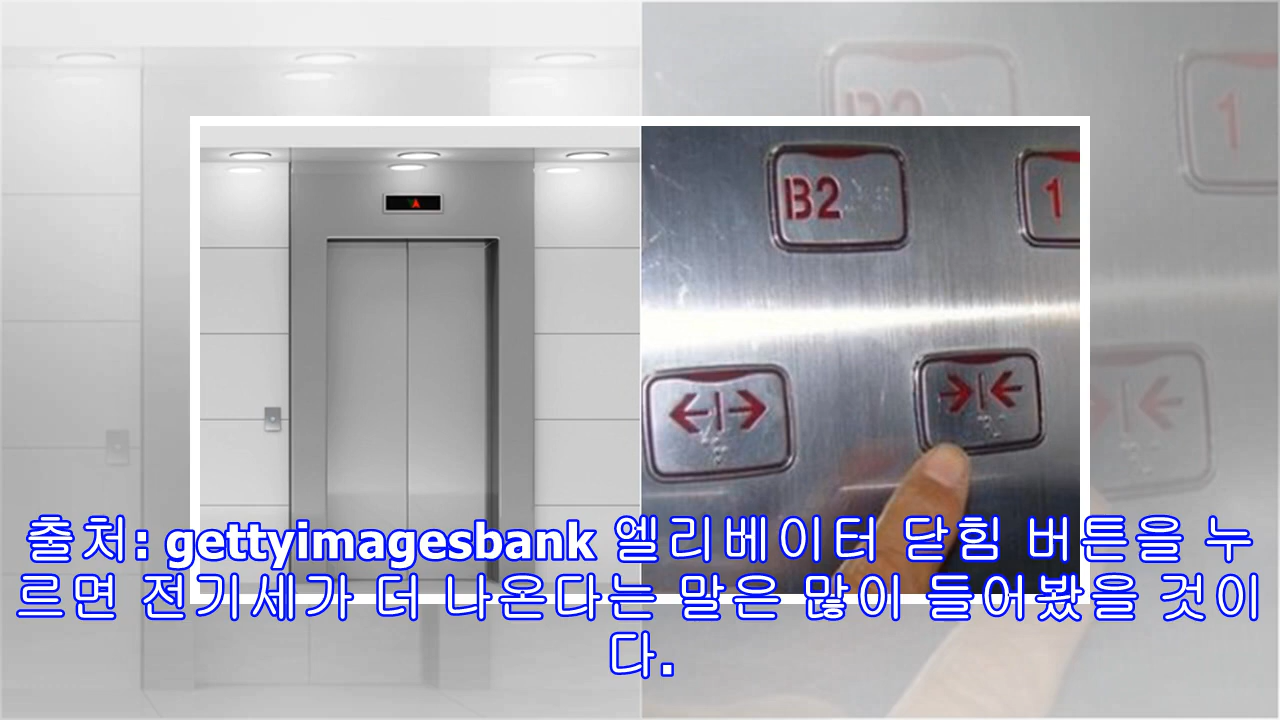 B2
1
출처: gettyimagesbank 엘리베이터 닫힘 버튼을 누
르면 전기세가 더 나온다는 말은 많이 들어봤을 것이
다.